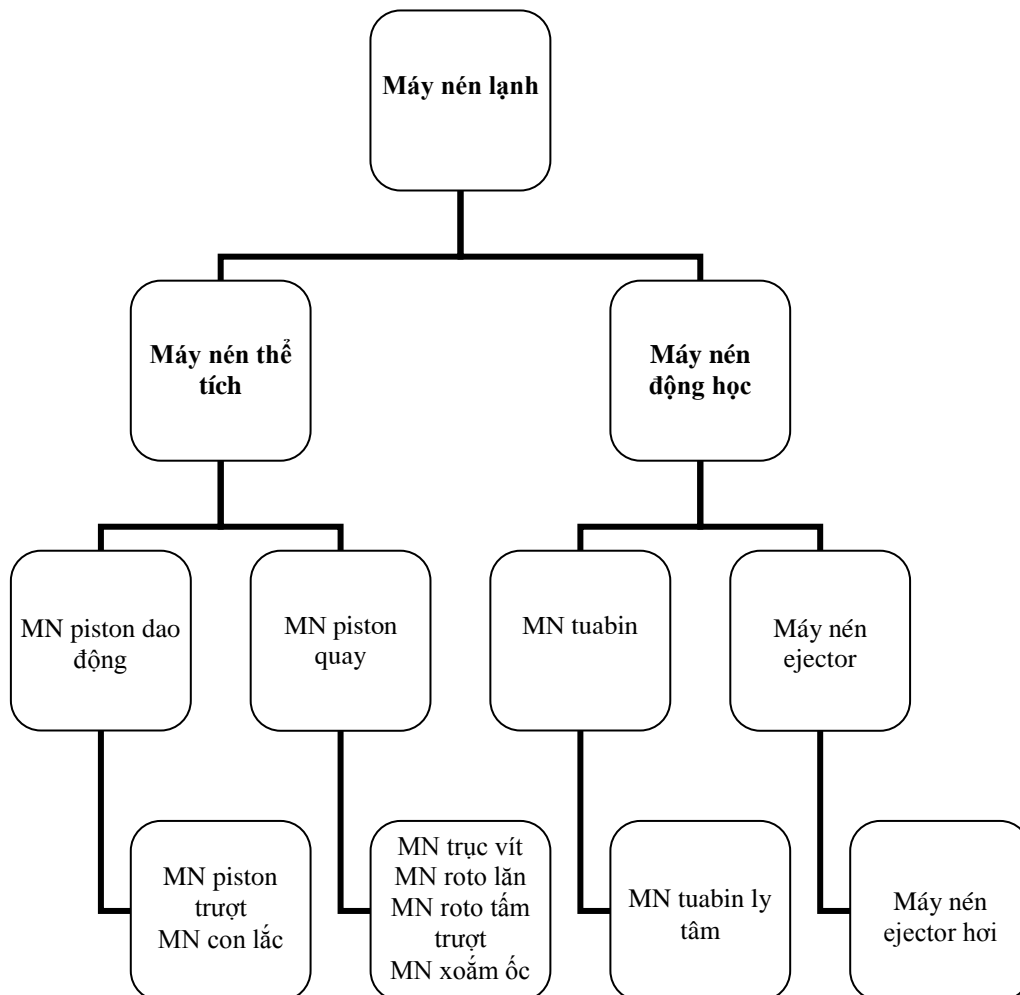 Máy nén lạnh
Máy nén thể
tích
Máy nén
động học
MN piston dao
động
MN piston
quay
MN tuabin
Máy nén
ejector
MN piston
trượt
MN con lắc
MN trục vít
MN roto lăn
MN roto tấm
trượt
MN xoắm ốc
MN tuabin ly
tâm
Máy nén
ejector hơi